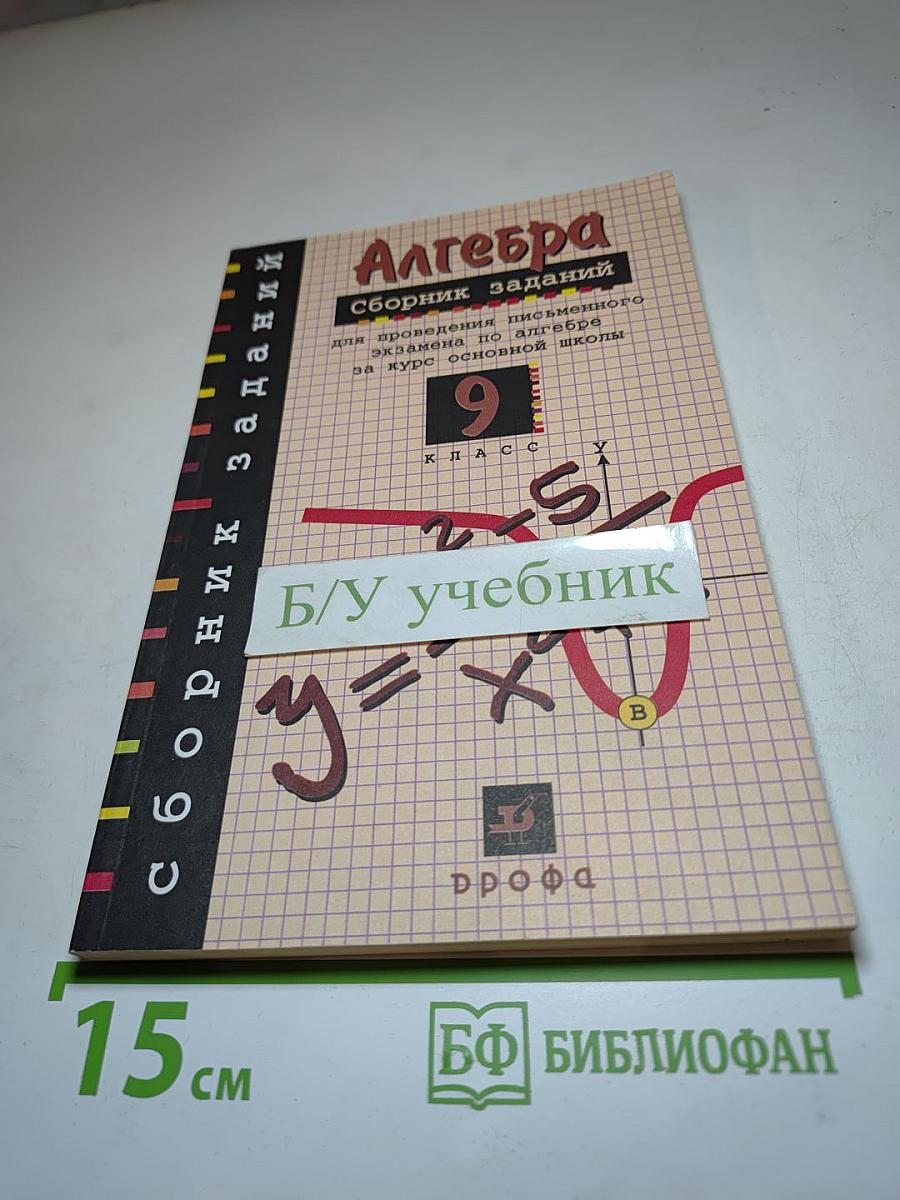 сборник заданий
Алгебра
сборник заданий
для проведения письменного
экзамена по алгебре
за курс основной школы
9
КЛАСС
У
Б/У учебник
В
дрофа
15 см
БФ БИБЛИОФАН